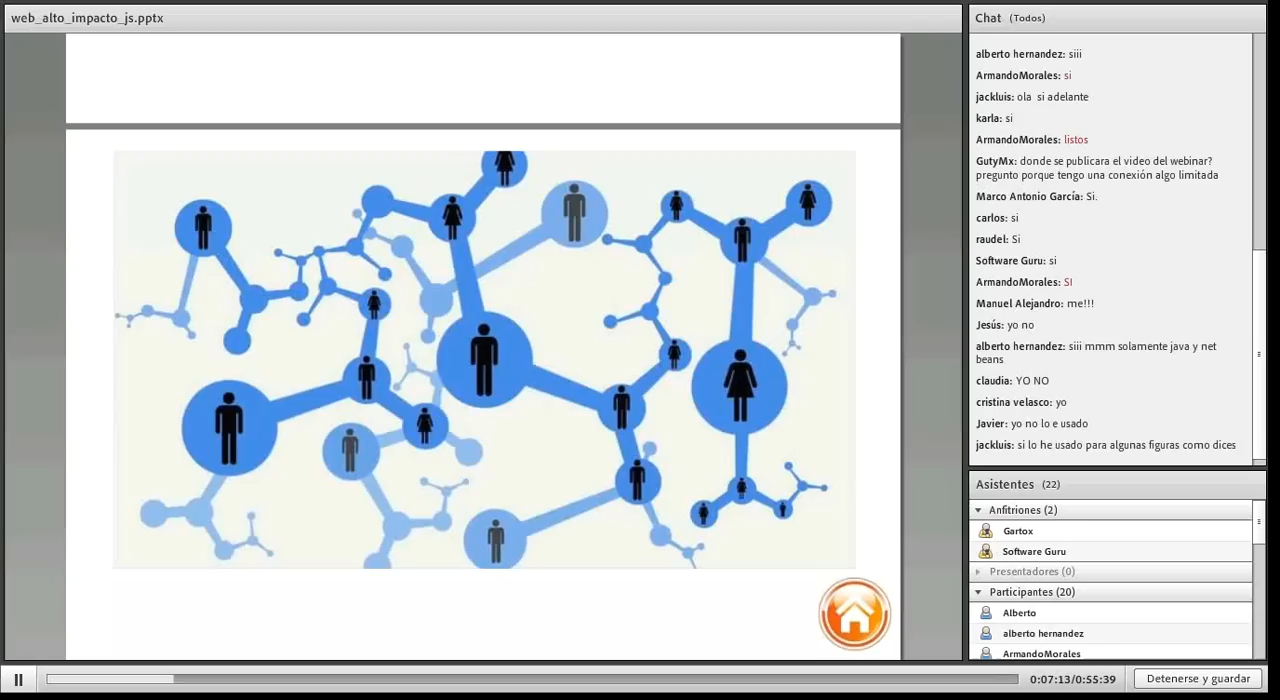 web_alto_impacto_js.pptx
Chat (Todos)
alberto hernandez: siii
ArmandoMorales: si
jackluis: ola si adelante
karla: si
ArmandoMorales: listos
GutyMx: donde se publicara el video del webinar?
pregunto porque tengo una conexión algo limitada
Marco Antonio García: Si.
carlos: si
raudel: Si
Software Guru: si
ArmandoMorales: SI
Manuel Alejandro: me!!!
Jesús: yo no
alberto hernandez: siii mmm solamente java y net
beans
claudia: YO NO
cristina velasco: yo
Javier: yo no lo e usado
jackluis: si lo he usado para algunas figuras como dices
Asistentes (22)
Anfitriones (2)
Gartox
Software Guru
Presentadores (0)
Participantes (20)
Alberto
alberto hernandez
ArmandoMorales
0:07:13/0:55:39
Detenerse y guardar